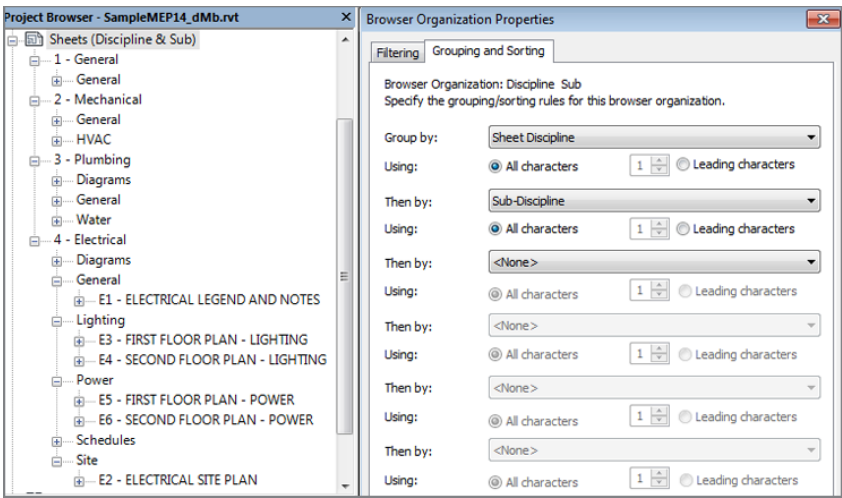 Project Browser - SampleMEP14_dMb.rvt
Sheets (Discipline & Sub)
1 - General
General
2 - Mechanical
General
HVAC
3 - Plumbing
Diagrams
General
Water
4 - Electrical
Diagrams
General
E1 - ELECTRICAL LEGEND AND NOTES
Lighting
E3 - FIRST FLOOR PLAN - LIGHTING
E4 - SECOND FLOOR PLAN - LIGHTING
Power
E5 - FIRST FLOOR PLAN - POWER
E6 - SECOND FLOOR PLAN - POWER
Schedules
Site
E2 - ELECTRICAL SITE PLAN
Browser Organization Properties
Filtering Grouping and Sorting
Browser Organization: Discipline Sub
Specify the grouping/sorting rules for this browser organization.
Group by: Sheet Discipline
Using: All characters 1 Leading characters
Then by: Sub-Discipline
Using: All characters 1 Leading characters
Then by: <None>
Using: All characters 1 Leading characters
Then by: <None>
Using: All characters 1 Leading characters
Then by: <None>
Using: All characters 1 Leading characters
Then by: <None>
Using: All characters 1 Leading characters